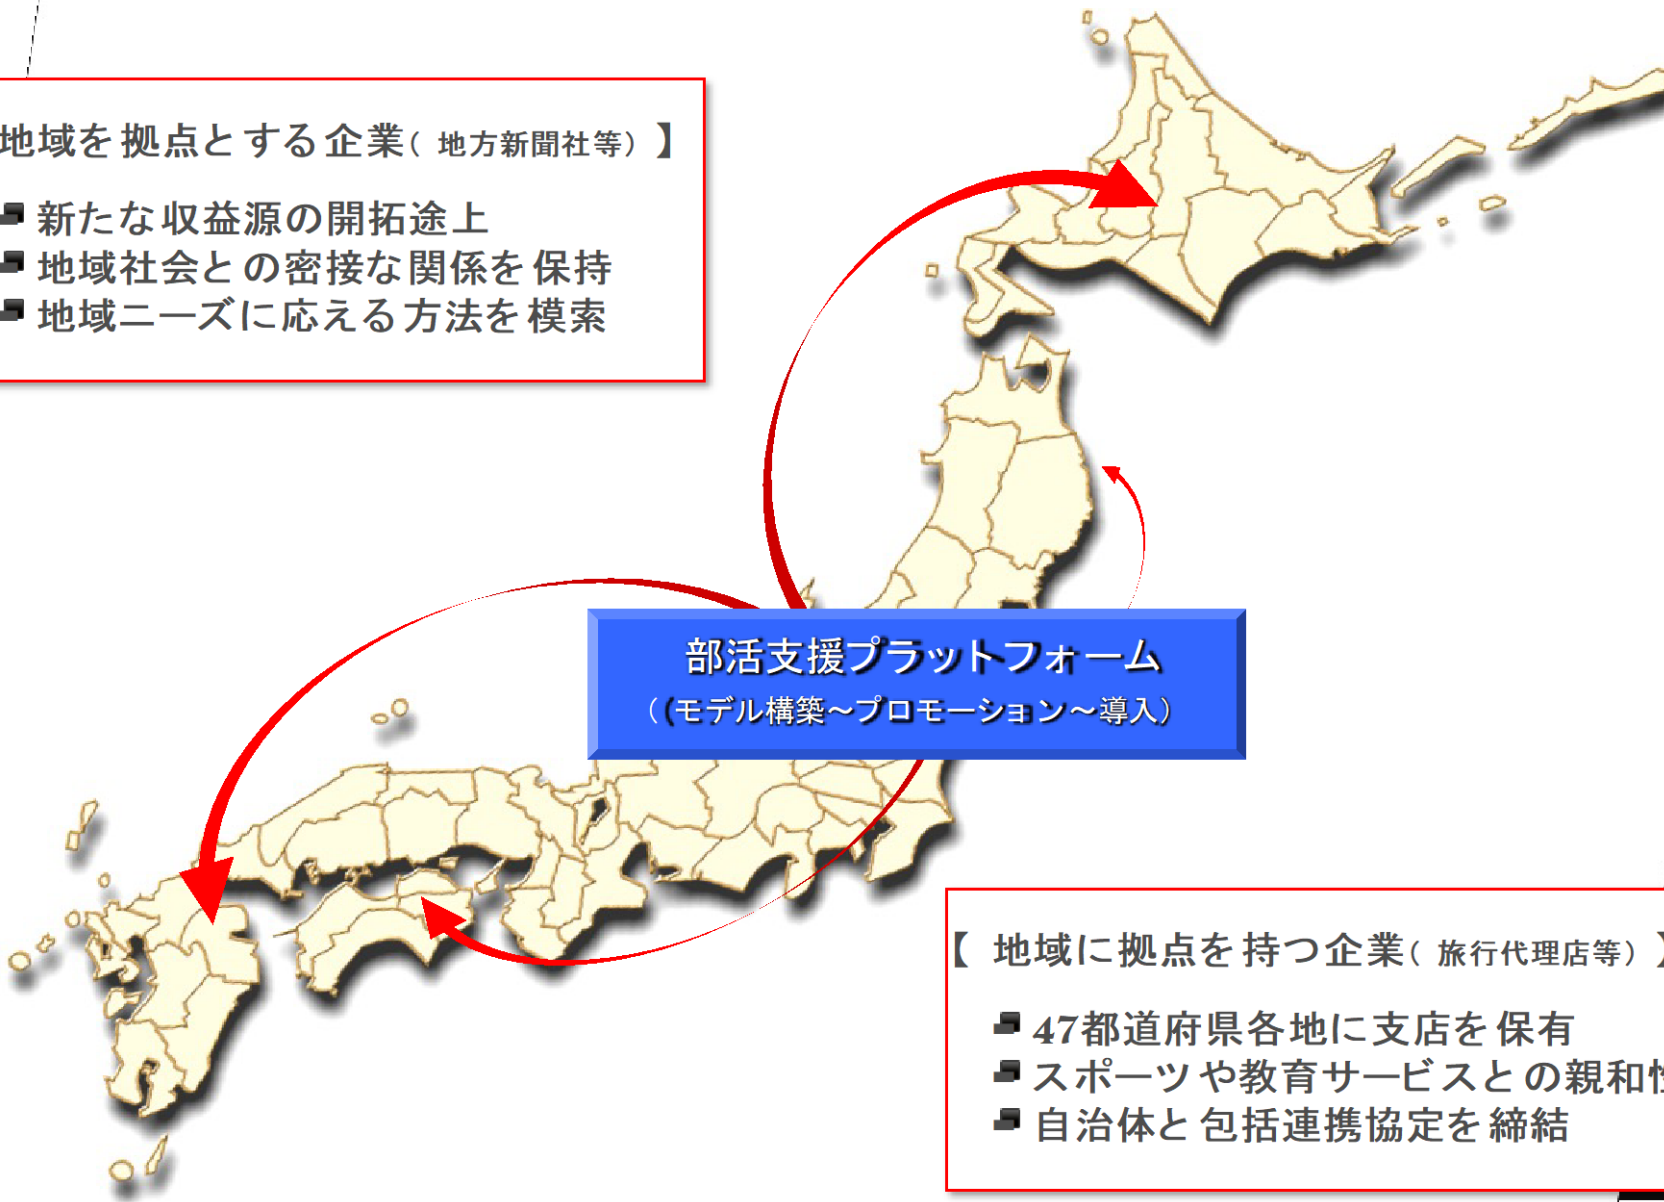 地域を拠点とする企業( 地方新聞社等) 】
新たな収益源の開拓途上
地域社会との密接な関係を保持
地域ニーズに応える方法を模索
部活支援プラットフォーム
((モデル構築～プロモーション～導入)
【 地域に拠点を持つ企業( 旅行代理店等) 】
47都道府県各地に支店を保有
スポーツや教育サービスとの親和性
自治体と包括連携協定を締結